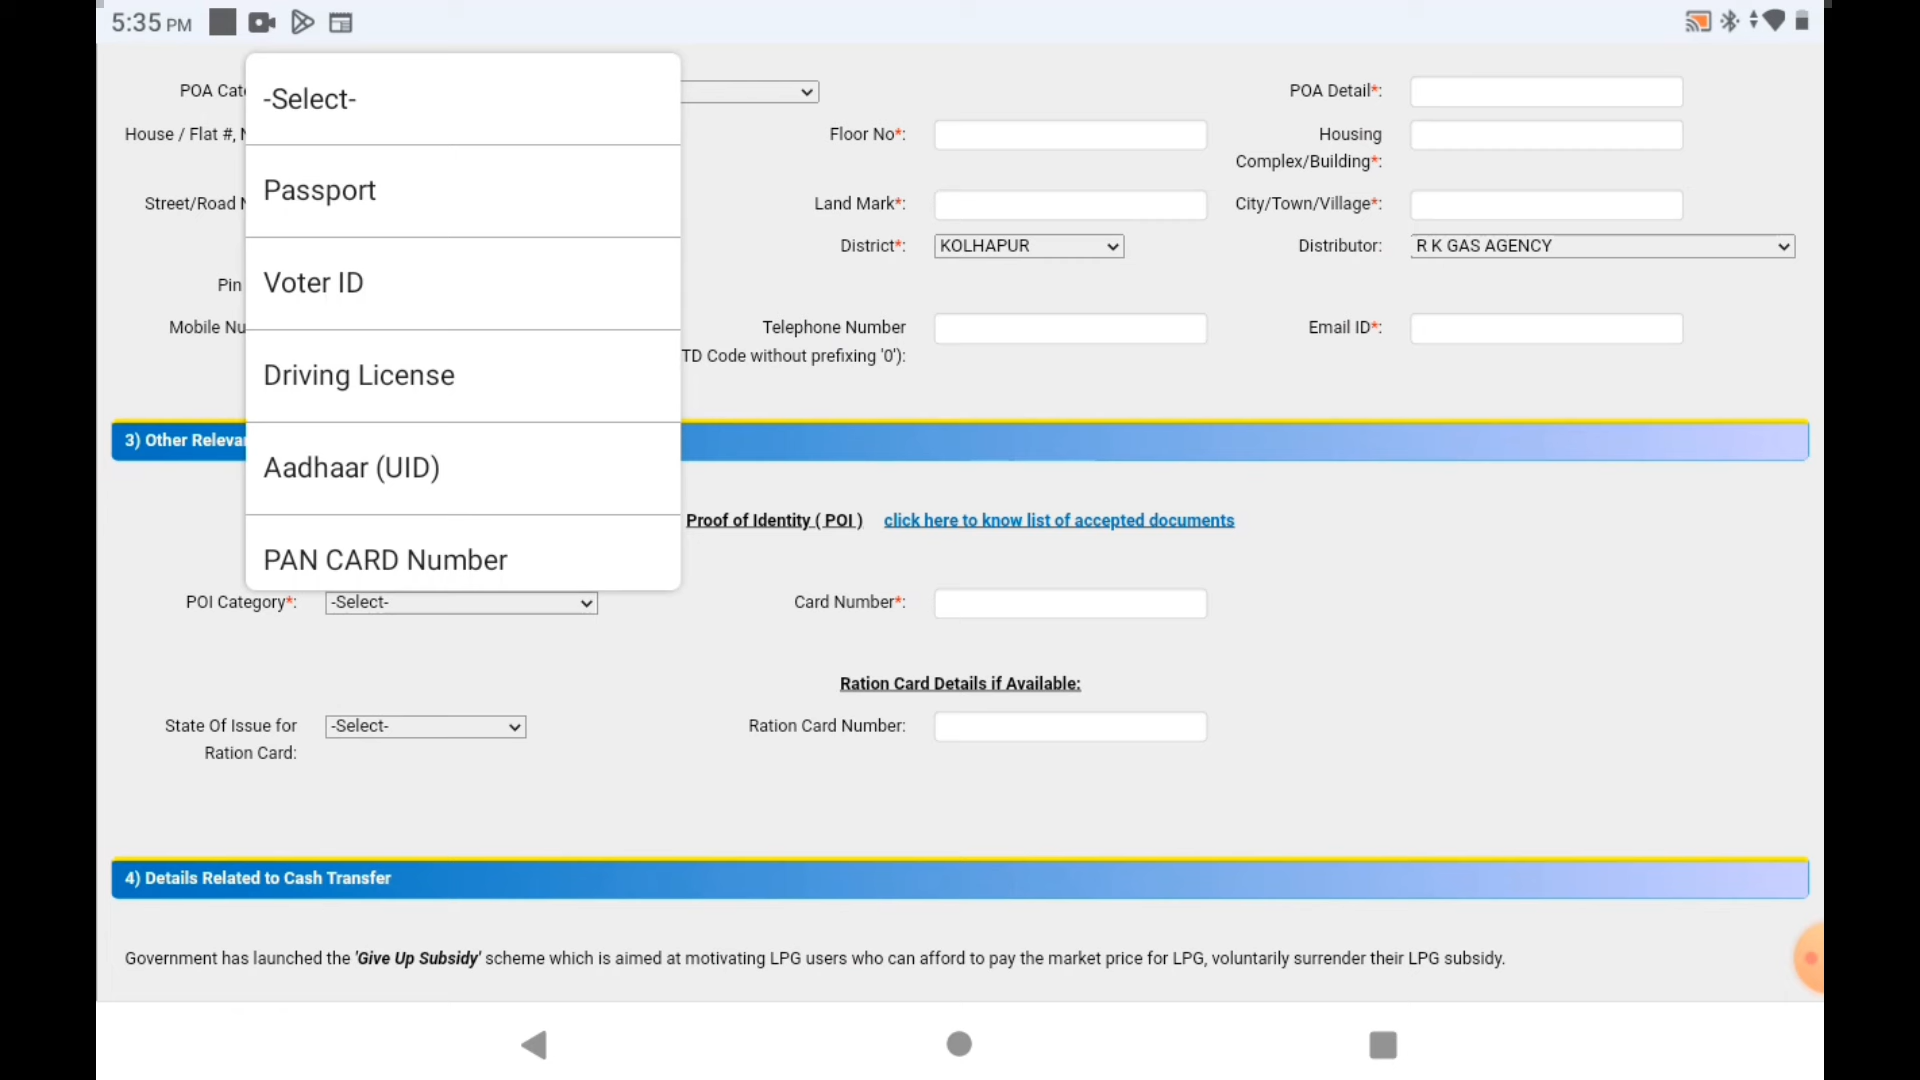 5:35 PM
POA Cate
POA Detail*:
-Select-
Passport
Voter ID
Driving License
Aadhaar (UID)
PAN CARD Number
House / Flat #, N
Floor No*:
Housing
Complex/Building*:
Street/Road N
Land Mark*:
City/Town/Village*:
District*:
KOLHAPUR
Distributor:
R K GAS AGENCY
Pin
Mobile Nu
Telephone Number
TD Code without prefixing '0'):
Email ID*:
3) Other Releva
Proof of Identity ( POI )
click here to know list of accepted documents
POI Category*:
-Select-
Card Number*:
Ration Card Details if Available:
State Of Issue for
Ration Card:
-Select-
Ration Card Number:
4) Details Related to Cash Transfer
Government has launched the 'Give Up Subsidy' scheme which is aimed at motivating LPG users who can afford to pay the market price for LPG, voluntarily surrender their LPG subsidy.